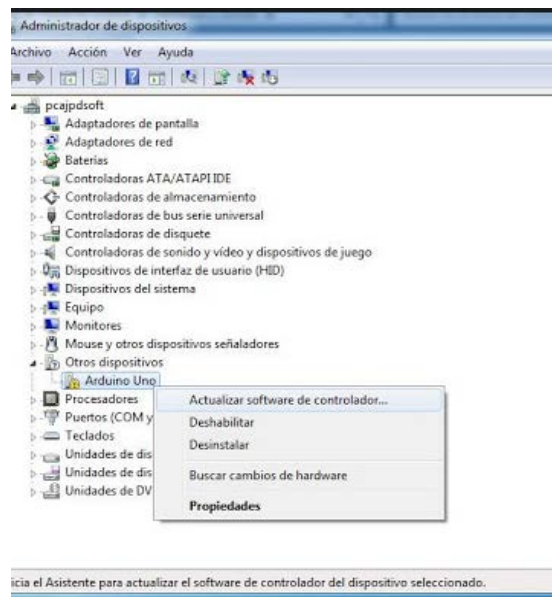 Administrador de dispositivos
Archivo Acción Ver Ayuda
pcajpdsoft
Adaptadores de pantalla
Adaptadores de red
Baterías
Controladoras ATA/ATAPI IDE
Controladoras de almacenamiento
Controladoras de bus serie universal
Controladoras de disquete
Controladoras de sonido y vídeo y dispositivos de juego
Dispositivos de interfaz de usuario (HID)
Dispositivos del sistema
Equipo
Monitores
Mouse y otros dispositivos señaladores
Otros dispositivos
Arduino Uno
Procesadores
Actualizar software de controlador...
Puertos (COM y
Deshabilitar
Teclados
Desinstalar
Unidades de dis
Unidades de dis
Buscar cambios de hardware
Unidades de DV
Propiedades
icia el Asistente para actualizar el software de controlador del dispositivo seleccionado.